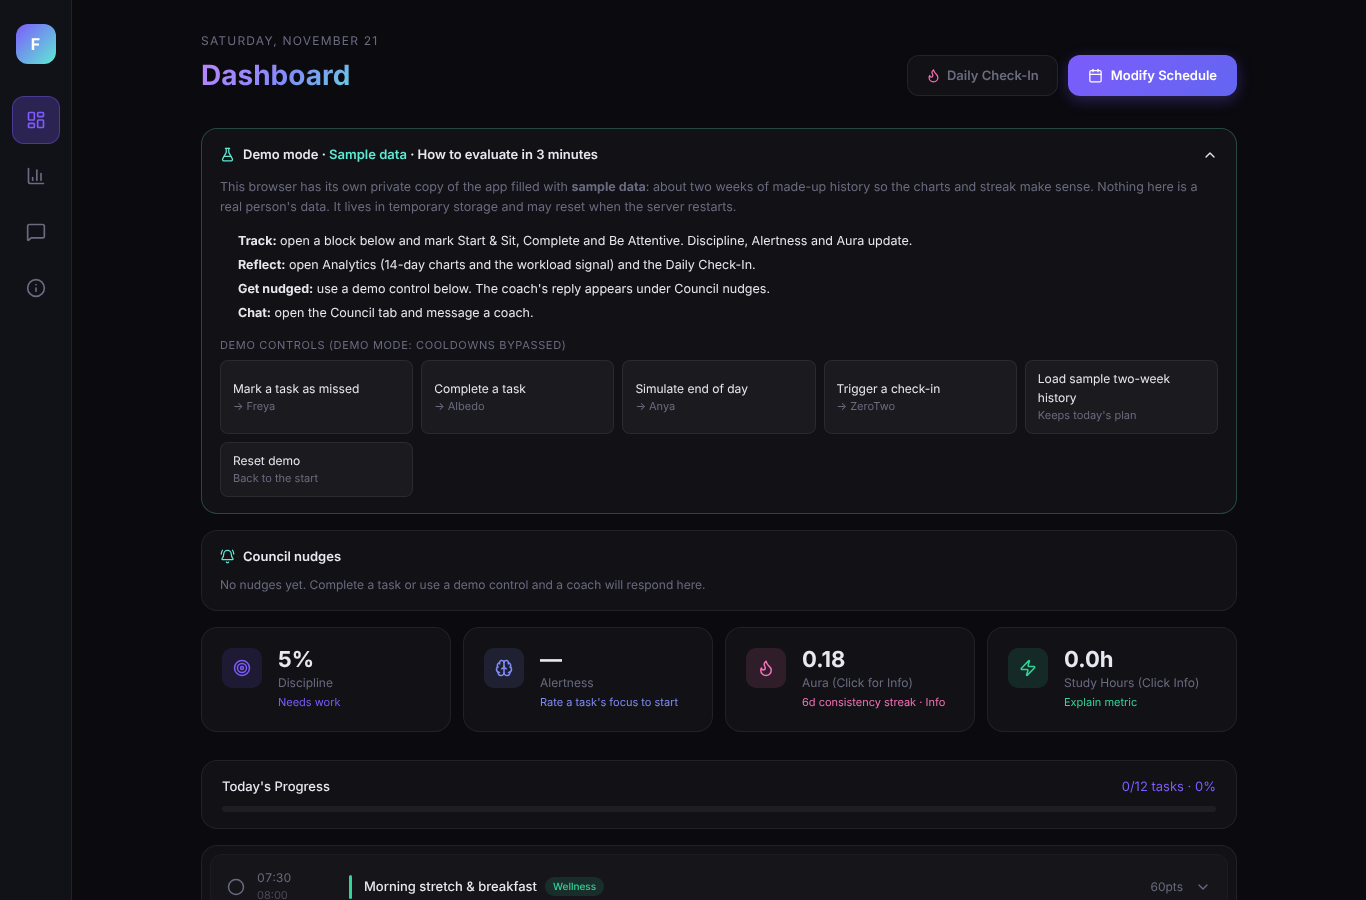 F
SATURDAY, NOVEMBER 21
Dashboard
Daily Check-In
Modify Schedule
Demo mode · Sample data · How to evaluate in 3 minutes
This browser has its own private copy of the app filled with sample data: about two weeks of made-up history so the charts and streak make sense. Nothing here is a
real person's data. It lives in temporary storage and may reset when the server restarts.
Track: open a block below and mark Start & Sit, Complete and Be Attentive. Discipline, Alertness and Aura update.
Reflect: open Analytics (14-day charts and the workload signal) and the Daily Check-In.
Get nudged: use a demo control below. The coach's reply appears under Council nudges.
Chat: open the Council tab and message a coach.
DEMO CONTROLS (DEMO MODE: COOLDOWNS BYPASSED)
Mark a task as missed
→ Freya
Complete a task
→ Albedo
Simulate end of day
→ Anya
Trigger a check-in
→ ZeroTwo
Load sample two-week
history
Keeps today's plan
Reset demo
Back to the start
Council nudges
No nudges yet. Complete a task or use a demo control and a coach will respond here.
5%
Discipline
Needs work
—
Alertness
Rate a task's focus to start
0.18
Aura (Click for Info)
6d consistency streak · Info
0.0h
Study Hours (Click Info)
Explain metric
Today's Progress
0/12 tasks · 0%
07:30
08:00
Morning stretch & breakfast
Wellness
60pts